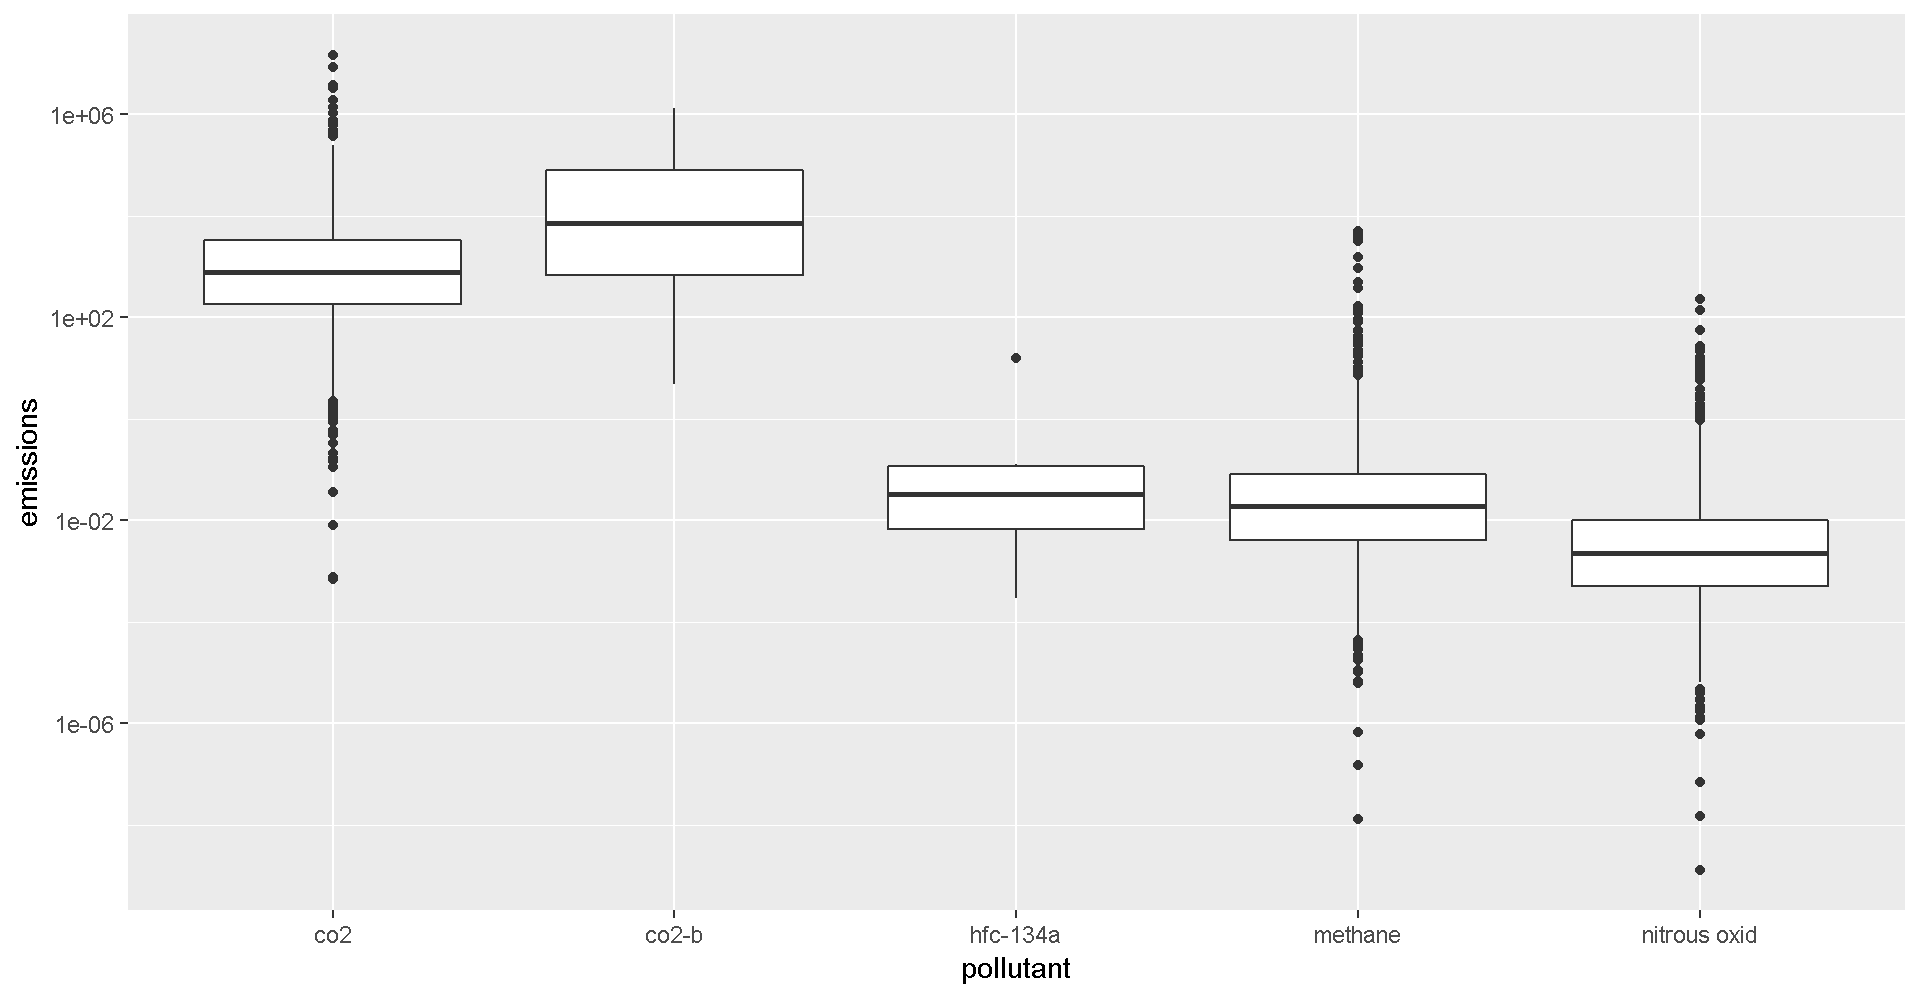 1e+06
1e+02
1e-02
1e-06
emissions
co2 co2-b hfc-134a methane nitrous oxid
pollutant